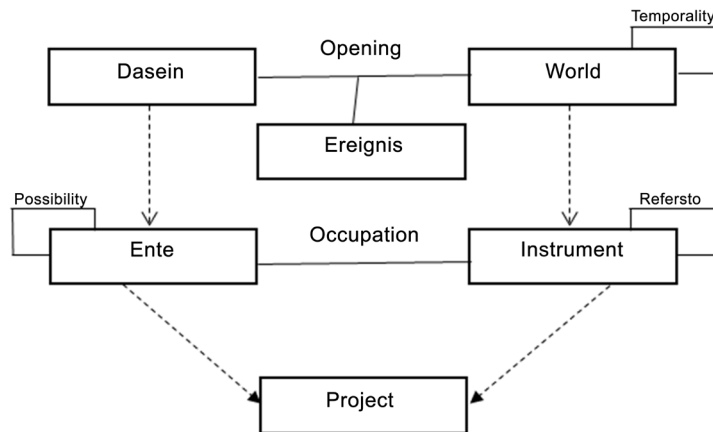 Temporality
Opening
Dasein
World
Ereignis
Possibility
Refersto
Occupation
Ente
Instrument
Project